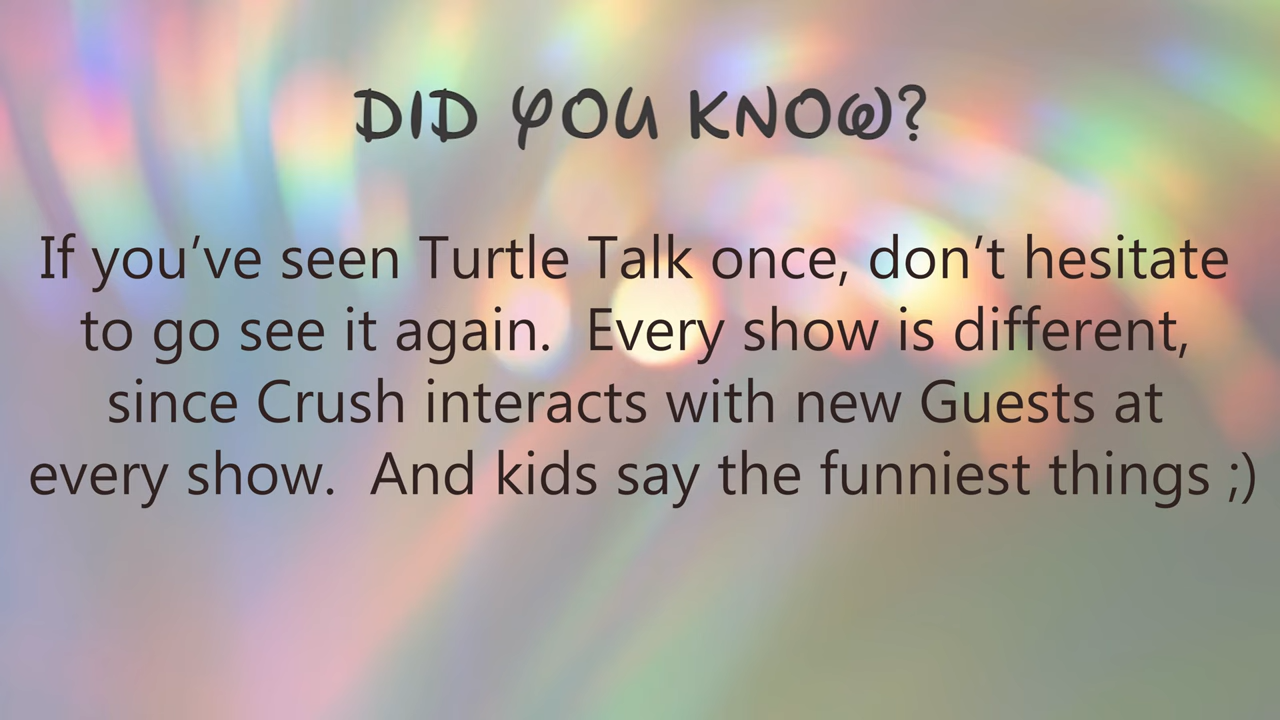 DID YOU KNOW?
If you’ve seen Turtle Talk once, don’t hesitate
to go see it again.  Every show is different,
since Crush interacts with new Guests at
every show.  And kids say the funniest things ;)